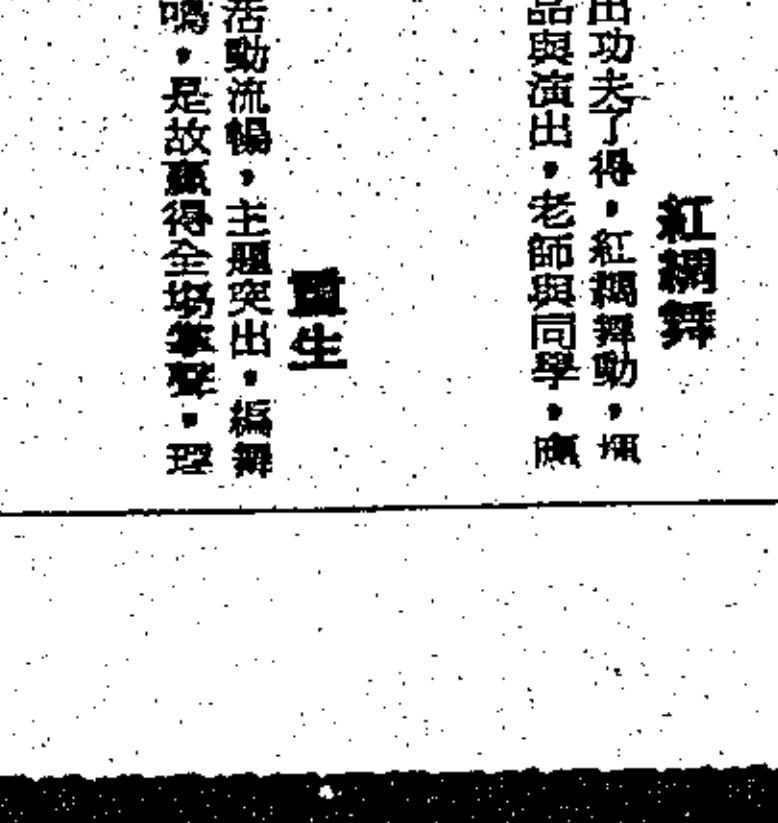 紅綢舞
出功夫了得，紅綢舞動，
品與演出，老師與同學，
重生
活動流暢，主題突出，編舞
鳴，是故贏得全場掌聲，